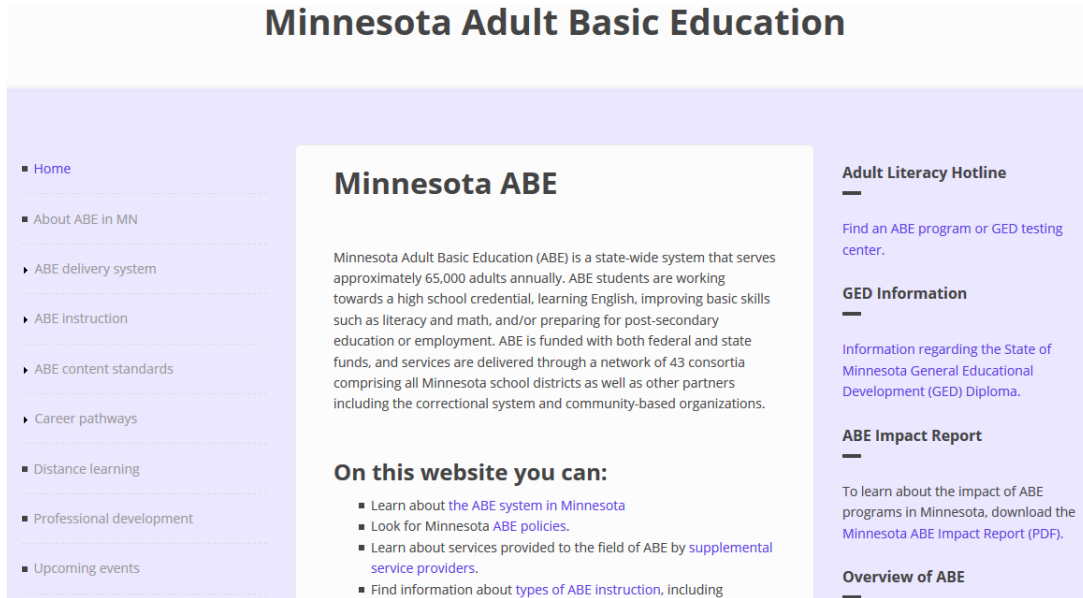 Minnesota Adult Basic Education
Home
About ABE in MN
ABE delivery system
ABE instruction
ABE content standards
Career pathways
Distance learning
Professional development
Upcoming events
Minnesota ABE
Minnesota Adult Basic Education (ABE) is a state-wide system that serves
approximately 65,000 adults annually. ABE students are working
towards a high school credential, learning English, improving basic skills
such as literacy and math, and/or preparing for post-secondary
education or employment. ABE is funded with both federal and state
funds, and services are delivered through a network of 43 consortia
comprising all Minnesota school districts as well as other partners
including the correctional system and community-based organizations.
On this website you can:
Learn about the ABE system in Minnesota
Look for Minnesota ABE policies.
Learn about services provided to the field of ABE by supplemental
service providers.
Find information about types of ABE instruction, including
Adult Literacy Hotline
Find an ABE program or GED testing
center.
GED Information
Information regarding the State of
Minnesota General Educational
Development (GED) Diploma.
ABE Impact Report
To learn about the impact of ABE
programs in Minnesota, download the
Minnesota ABE Impact Report (PDF).
Overview of ABE